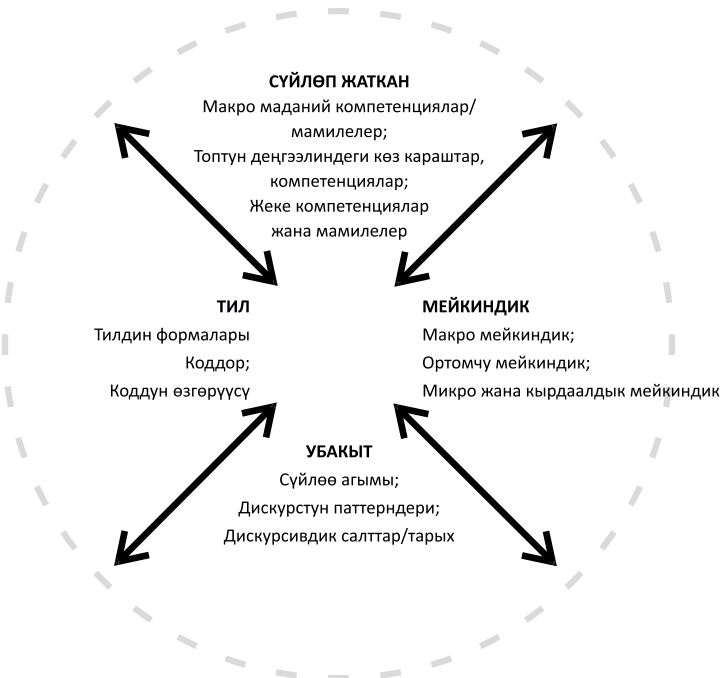 СҮЙЛӨП ЖАТКАН
Макро маданий компетенциялар/
мамилелер;
Топтун деңгээлиндеги көз караштар,
компетенциялар;
Жеке компетенциялар
жана мамилелер
ТИЛ
Тилдин формалары
Коддор;
Коддун өзгөрүүсү
МЕЙКИНДИК
Макро мейкиндик;
Ортомчу мейкиндик;
Микро жана кырдаалдык мейкиндик
УБАКЫТ
Сүйлөө агымы;
Дискурстун паттерндери;
Дискурсивдик салттар/тарых